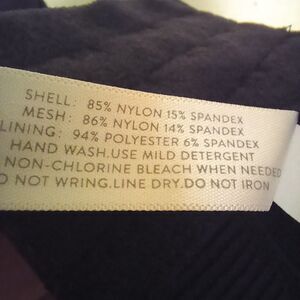 SHELL: 85% NYLON 15% SPANDEX
MESH: 86% NYLON 14% SPANDEX
LINING: 94% POLYESTER 6% SPANDEX
HAND WASH.USE MILD DETERGENT
NON-CHLORINE BLEACH WHEN NEEDED
O NOT WRING.LINE DRY.DO NOT IRON